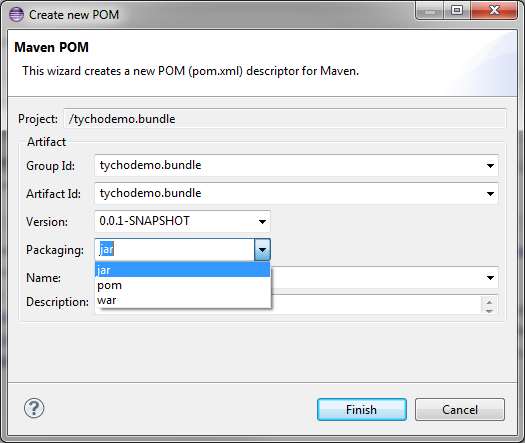 Create new POM
Maven POM
This wizard creates a new POM (pom.xml) descriptor for Maven.
Project: /tychodemo.bundle
Artifact
Group Id: tychodemo.bundle
Artifact Id: tychodemo.bundle
Version: 0.0.1-SNAPSHOT
Packaging: jar
jar
Name:
pom
Description:
war
? Finish Cancel